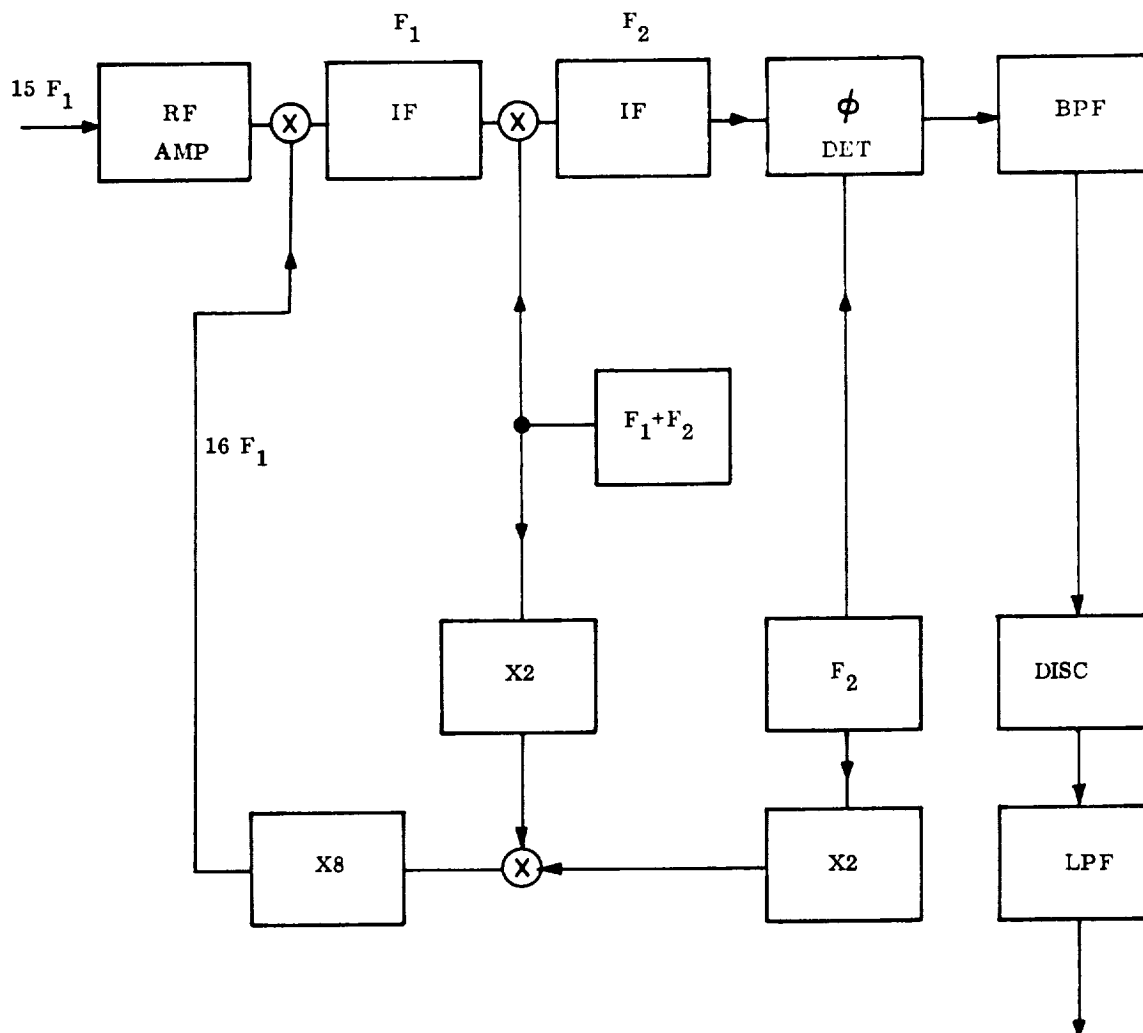 F1
F2
15 F1
RF
AMP
X
IF
X
IF
ϕ
DET
BPF
F1+F2
16 F1
X2
F2
DISC
X8
X
X2
LPF